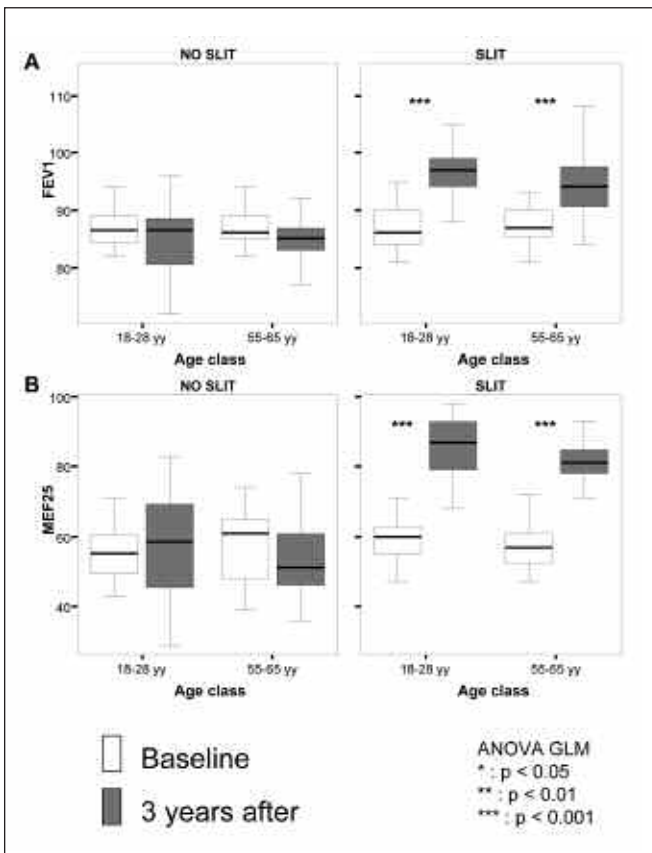 A
NO SLIT
SLIT
FEV1
110
100
90
80
***
***
18-28 yy
55-65 yy
18-28 yy
55-65 yy
Age class
Age class
B
NO SLIT
SLIT
MEF25
100
80
60
40
***
***
18-28 yy
55-65 yy
18-28 yy
55-65 yy
Age class
Age class
Baseline
3 years after
ANOVA GLM
* : p < 0.05
** : p < 0.01
*** : p < 0.001